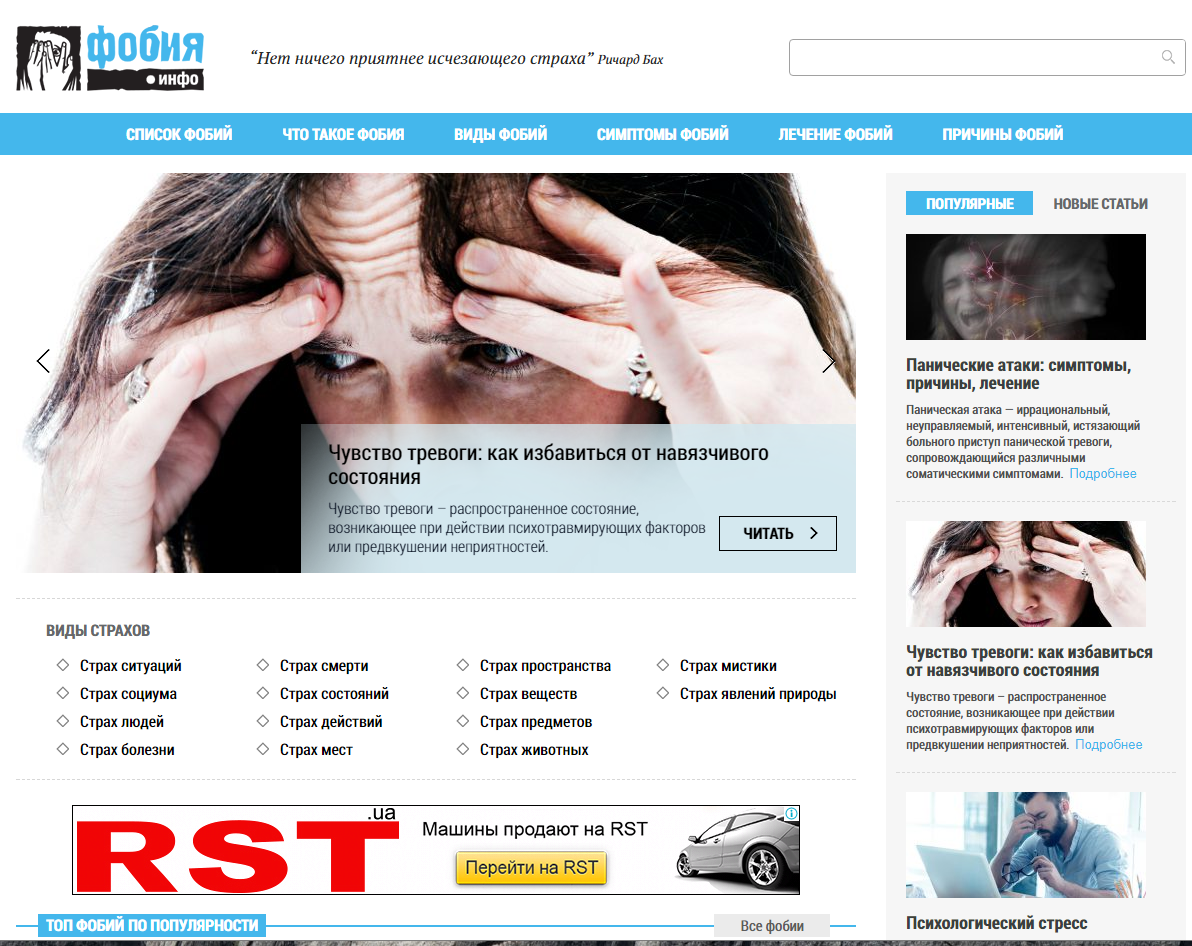 фобия
инфо
“Нет ничего приятнее исчезающего страха” Ричард Бах
СПИСОК ФОБИЙ ЧТО ТАКОЕ ФОБИЯ ВИДЫ ФОБИЙ СИМПТОМЫ ФОБИЙ ЛЕЧЕНИЕ ФОБИЙ ПРИЧИНЫ ФОБИЙ
Чувство тревоги: как избавиться от навязчивого
состояния
Чувство тревоги – распространенное состояние,
возникающее при действии психотравмирующих факторов
или предвкушении неприятностей.
ЧИТАТЬ
ВИДЫ СТРАХОВ
Страх ситуаций Страх смерти Страх пространства Страх мистики
Страх социума Страх состояний Страх веществ Страх явлений природы
Страх людей Страх действий Страх предметов
Страх болезни Страх мест Страх животных
RST.ua
Машины продают на RST
Перейти на RST
ТОП ФОБИЙ ПО ПОПУЛЯРНОСТИ Все фобии
ПОПУЛЯРНЫЕ НОВЫЕ СТАТЬИ
Панические атаки: симптомы,
причины, лечение
Паническая атака — иррациональный,
неуправляемый, интенсивный, истязающий
больного приступ панической тревоги,
сопровождающийся различными
соматическими симптомами. Подробнее
Чувство тревоги: как избавиться
от навязчивого состояния
Чувство тревоги – распространенное
состояние, возникающее при действии
психотравмирующих факторов или
предвкушении неприятностей. Подробнее
Психологический стресс